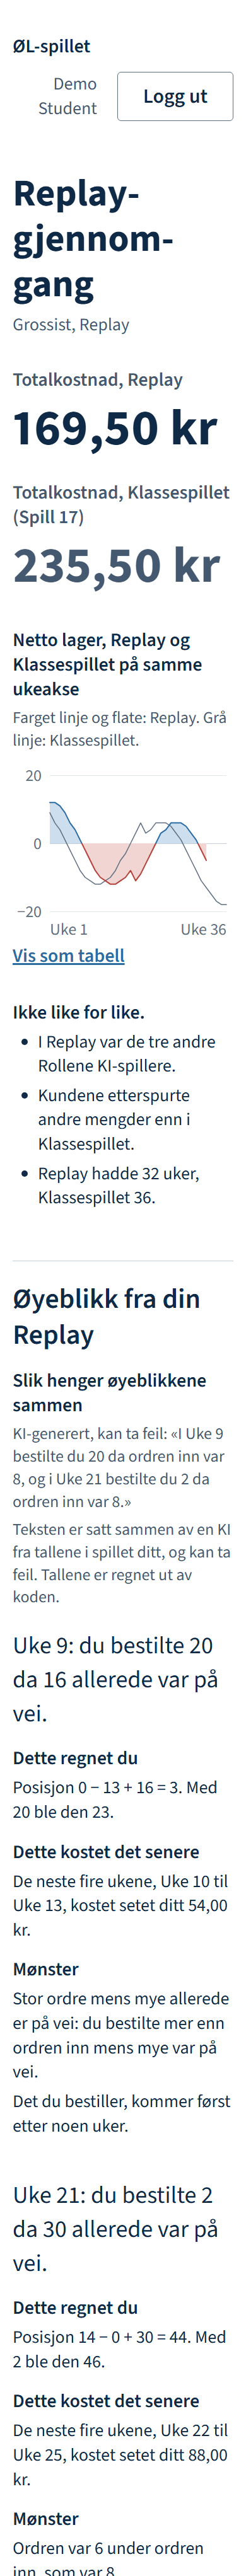 ØL-spillet
Demo
Student
Logg ut
Replay-
gjennom-
gang
Grossist, Replay
Totalkostnad, Replay
169,50 kr
Totalkostnad, Klassespillet
(Spill 17)
235,50 kr
Netto lager, Replay og
Klassespillet på samme
ukeakse
Farget linje og flate: Replay. Grå
linje: Klassespillet.
20
0
−20
Uke 1
Uke 36
Vis som tabell
Ikke like for like.
• I Replay var de tre andre
Rollene KI-spillere.
• Kundene etterspurte
andre mengder enn i
Klassespillet.
• Replay hadde 32 uker,
Klassespillet 36.
Øyeblikk fra din
Replay
Slik henger øyeblikkene
sammen
KI-generert, kan ta feil: «I Uke 9
bestilte du 20 da ordren inn var
8, og i Uke 21 bestilte du 2 da
ordren inn var 8.»
Teksten er satt sammen av en KI
fra tallene i spillet ditt, og kan ta
feil. Tallene er regnet ut av
koden.
Uke 9: du bestilte 20
da 16 allerede var på
vei.
Dette regnet du
Posisjon 0 − 13 + 16 = 3. Med
20 ble den 23.
Dette kostet det senere
De neste fire ukene, Uke 10 til
Uke 13, kostet setet ditt 54,00
kr.
Mønster
Stor ordre mens mye allerede
er på vei: du bestilte mer enn
ordren inn mens mye var på
vei.
Det du bestiller, kommer først
etter noen uker.
Uke 21: du bestilte 2
da 30 allerede var på
vei.
Dette regnet du
Posisjon 14 − 0 + 30 = 44. Med
2 ble den 46.
Dette kostet det senere
De neste fire ukene, Uke 22 til
Uke 25, kostet setet ditt 88,00
kr.
Mønster
Ordren var 6 under ordren
inn, som var 8